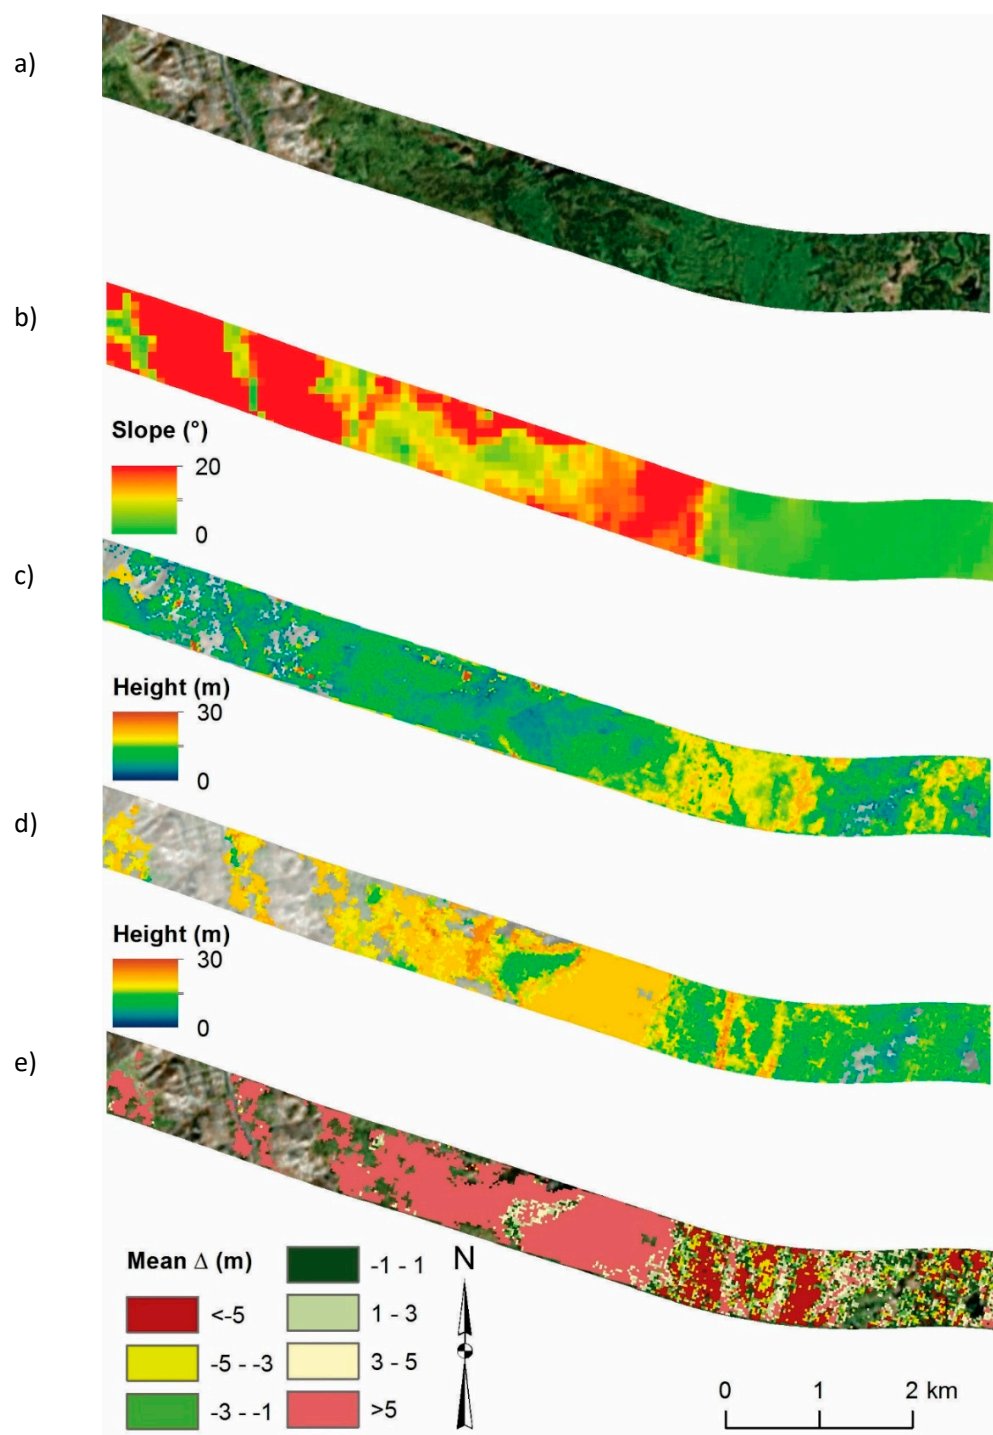 a)
b)
Slope (°)
20
0
c)
Height (m)
30
0
d)
Height (m)
30
0
e)
Mean Δ (m)
<-5
-5 - -3
-3 - -1
-1 - 1
1 - 3
3 - 5
>5
N
0 1 2 km